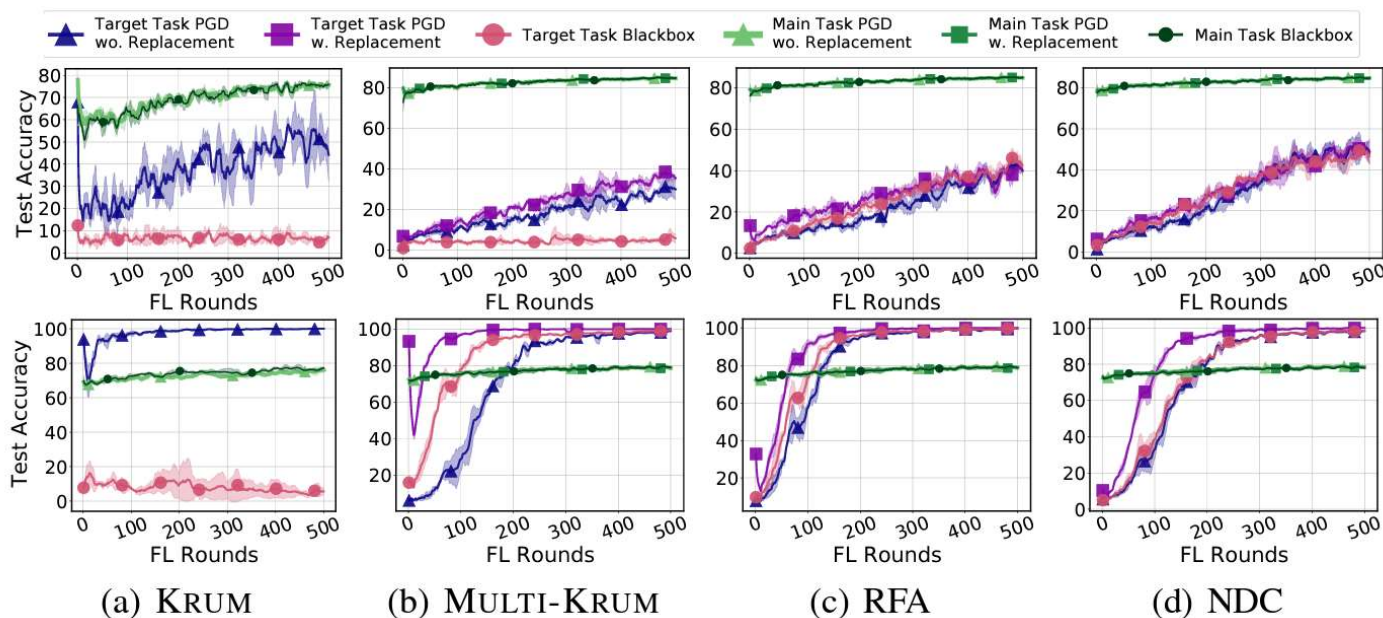 Target Task PGD wo. Replacement
Target Task PGD w. Replacement
Target Task Blackbox
Main Task PGD wo. Replacement
Main Task PGD w. Replacement
Main Task Blackbox
Test Accuracy
80
70
60
50
40
30
20
10
0
0 100 200 300 400 500
FL Rounds
80
60
40
20
0
0 100 200 300 400 500
FL Rounds
80
60
40
20
0
0 100 200 300 400 500
FL Rounds
80
60
40
20
0
0 100 200 300 400 500
FL Rounds
Test Accuracy
100
80
60
40
20
0
0 100 200 300 400 500
FL Rounds
100
80
60
40
20
0 100 200 300 400 500
FL Rounds
100
80
60
40
20
0 100 200 300 400 500
FL Rounds
100
80
60
40
20
0
0 100 200 300 400 500
FL Rounds
(a) KRUM
(b) MULTI-KRUM
(c) RFA
(d) NDC